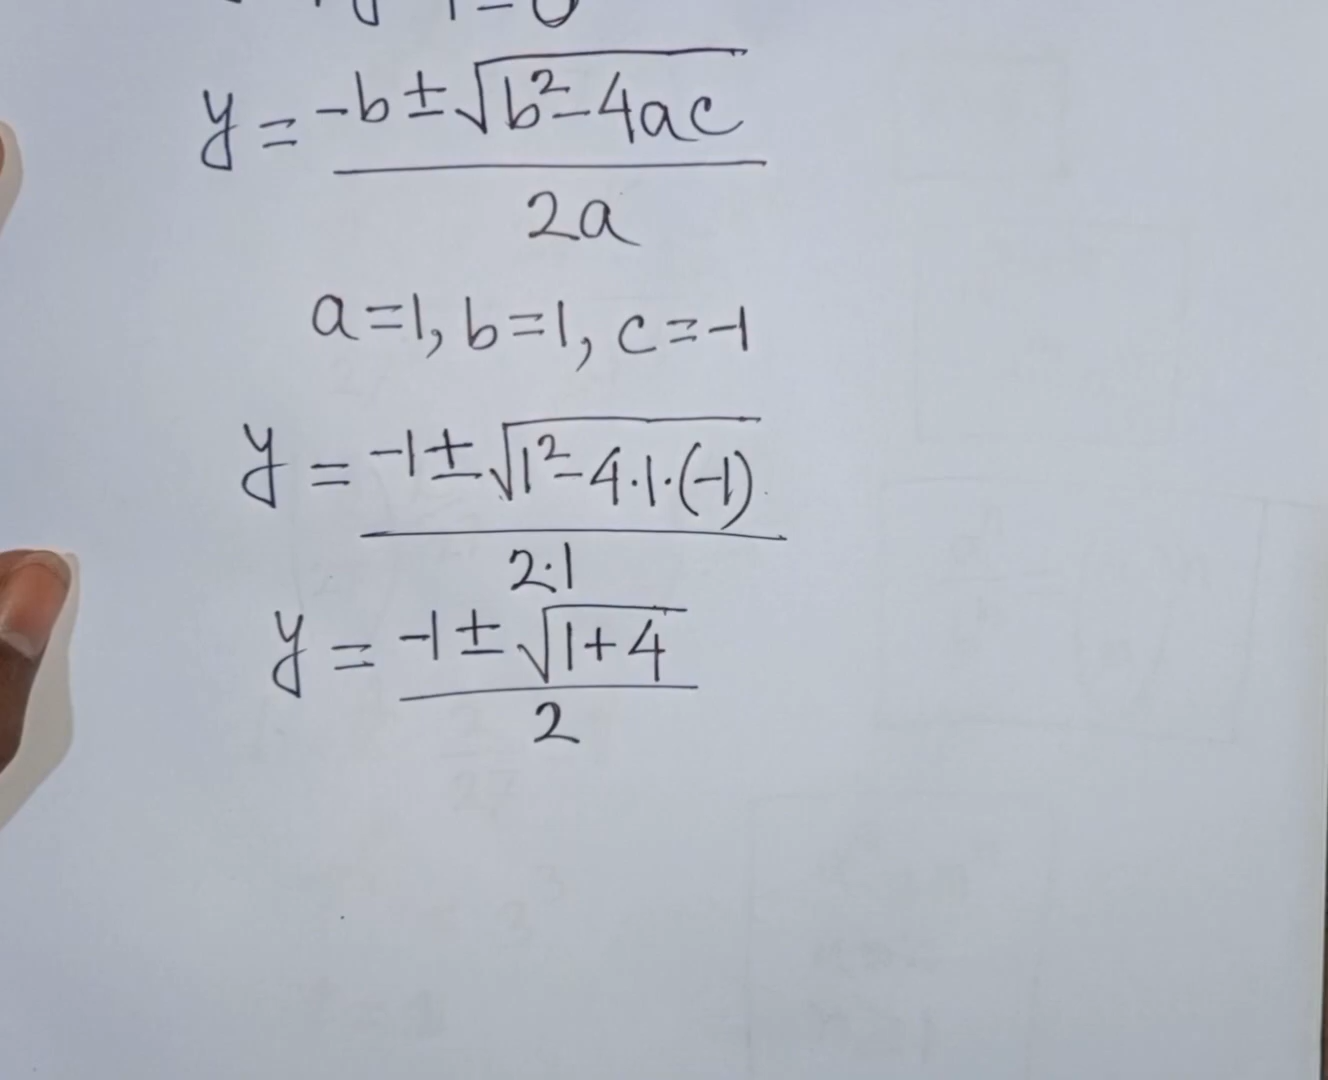 y = -b ± √(b² - 4ac) / 2a
a = 1, b = 1, c = -1
y = -1 ± √(1² - 4·1·(-1)) / 2·1
y = -1 ± √(1 + 4) / 2